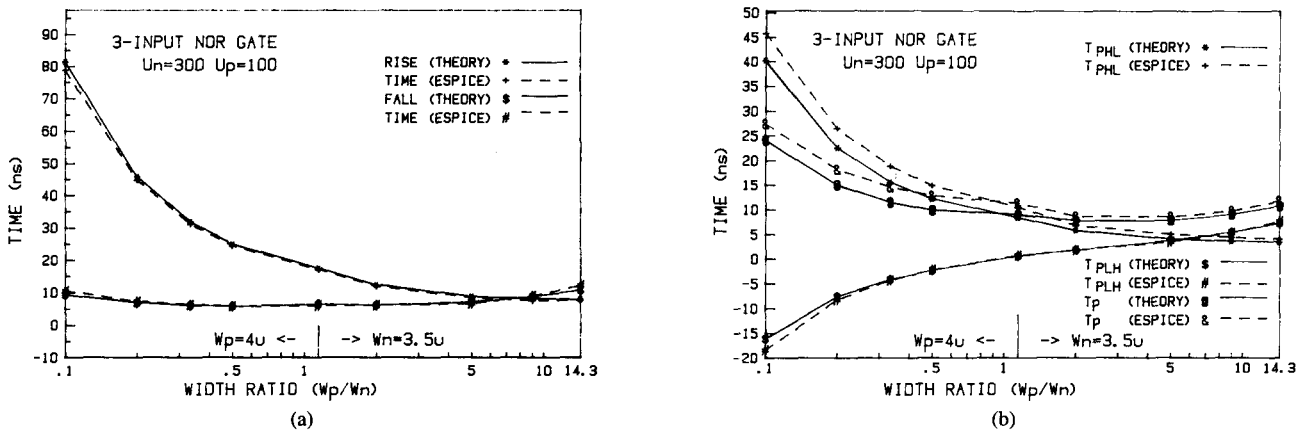 3-INPUT NOR GATE
Un=300 Up=100
RISE (THEORY) *
TIME (ESPICE) +
FALL (THEORY) $
TIME (ESPICE) #
TIME (ns)
90
80
70
60
50
40
30
20
10
0
-10
Wp=4u <-
-> Wn=3.5u
.1
.5
1
5
10
14.3
WIDTH RATIO (Wp/Wn)
(a)
3-INPUT NOR GATE
Un=300 Up=100
T PHL (THEORY) *
T PHL (ESPICE) +
TIME (ns)
50
45
40
35
30
25
20
15
10
5
0
-5
-10
-15
-20
T PLH (THEORY) $
T PLH (ESPICE) #
Tp (THEORY)
Tp (ESPICE) &
Wp=4u <-
-> Wn=3.5u
.1
.5
1
5
10
14.3
WIDTH RATIO (Wp/Wn)
(b)